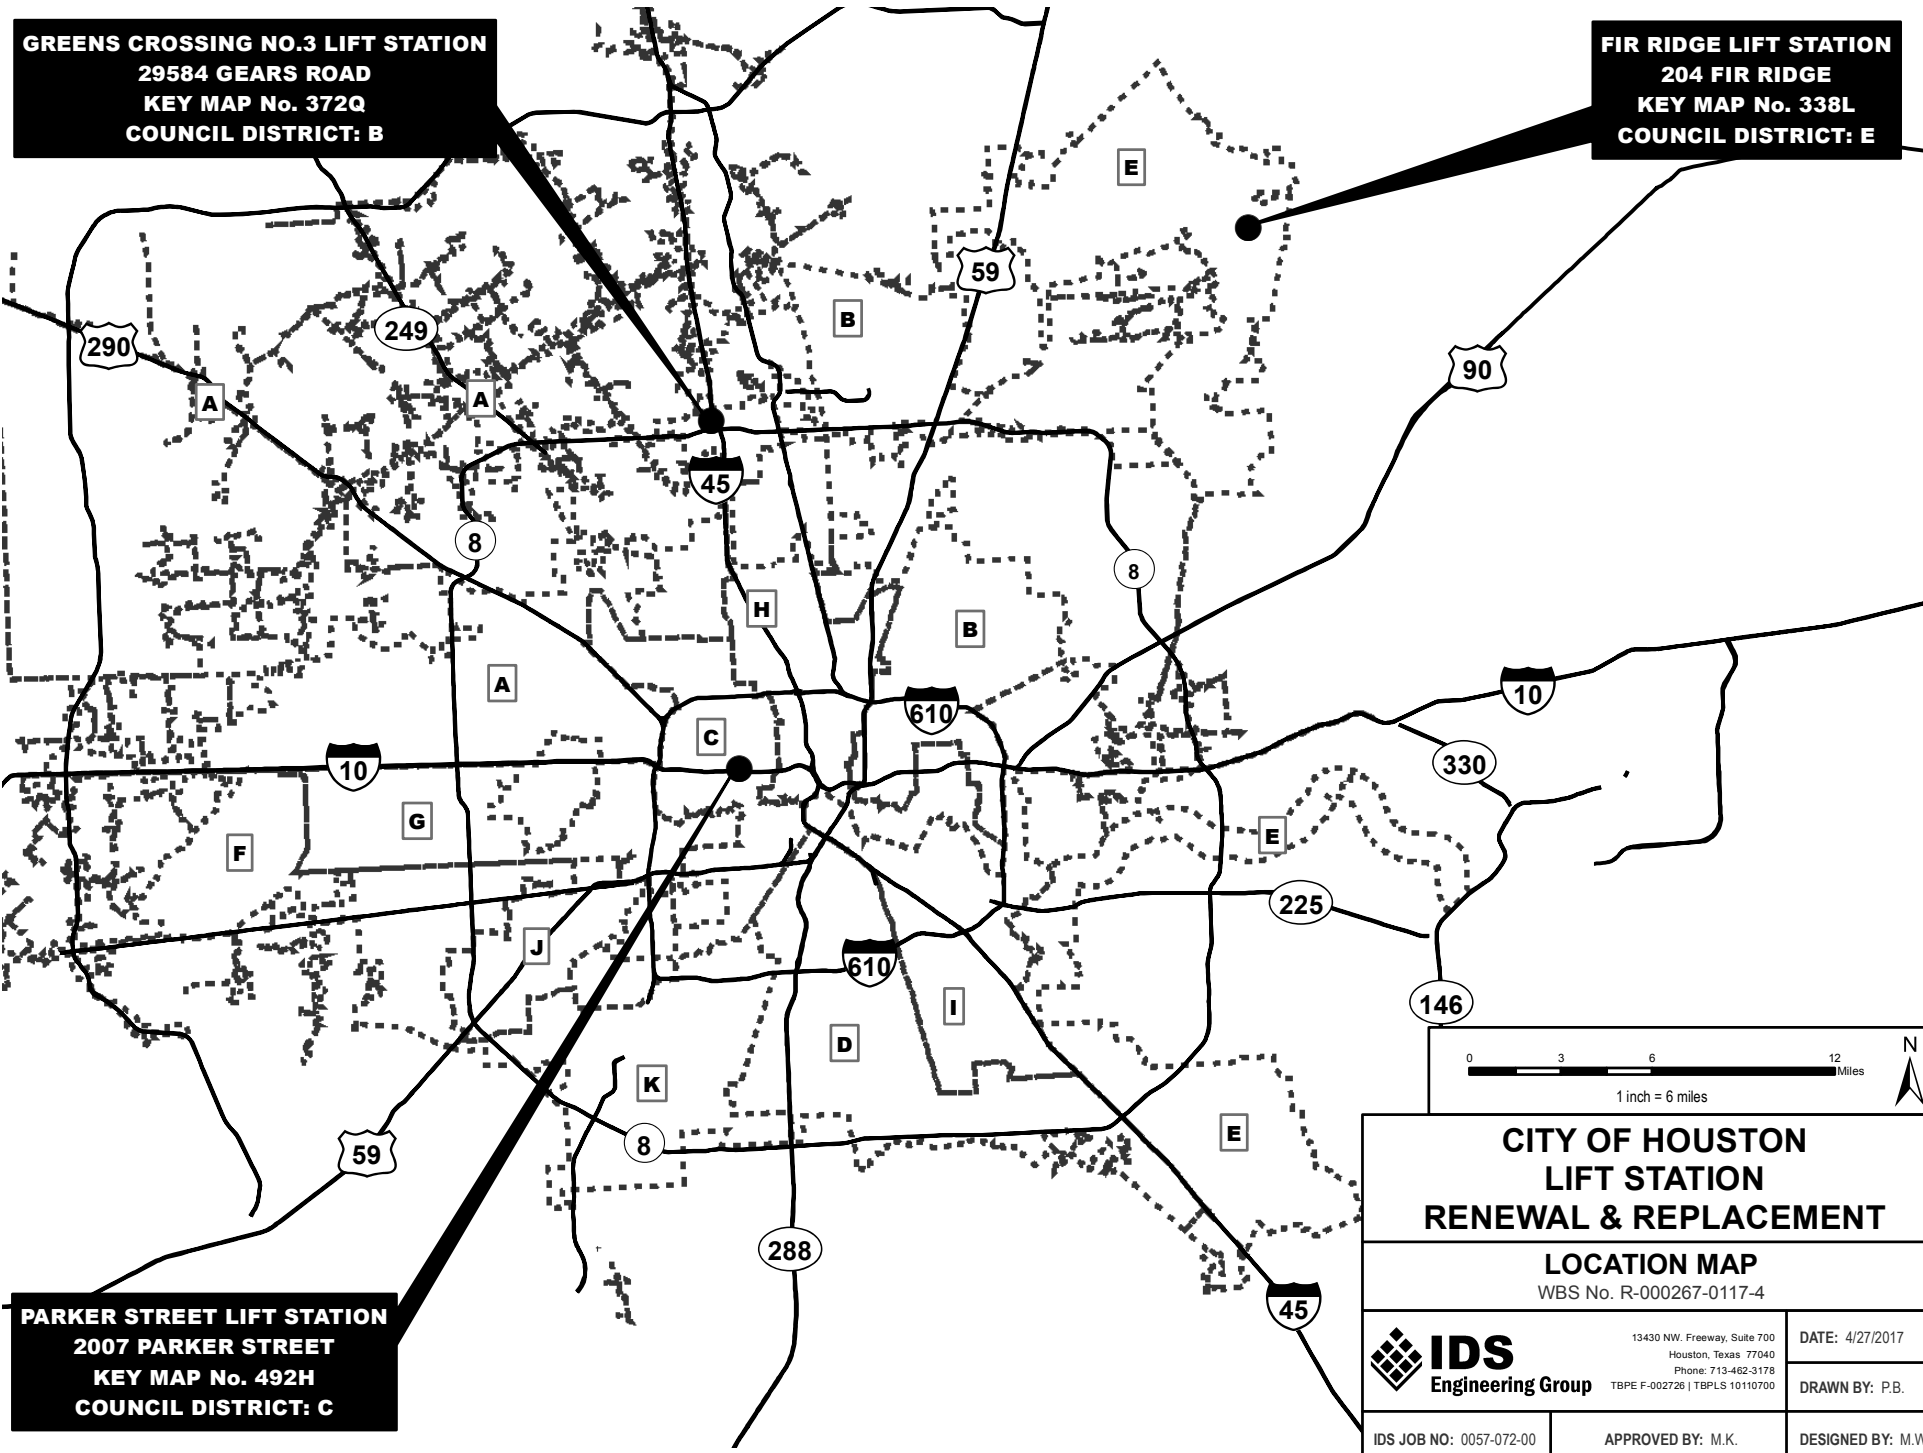 GREENS CROSSING NO.3 LIFT STATION
29584 GEARS ROAD
KEY MAP No. 372Q
COUNCIL DISTRICT: B
FIR RIDGE LIFT STATION
204 FIR RIDGE
KEY MAP No. 338L
COUNCIL DISTRICT: E
E
59
B
249
290
90
A
A
45
8
8
H
B
A
10
610
C
10
330
G
E
F
225
J
610
146
I
D
K
E
8
59
288
45
0 3 6 12
Miles
N
1 inch = 6 miles
CITY OF HOUSTON
LIFT STATION
RENEWAL & REPLACEMENT
LOCATION MAP
WBS No. R-000267-0117-4
IDS
Engineering Group
13430 NW. Freeway, Suite 700
Houston, Texas 77040
Phone: 713-462-3178
TBPE F-002726 | TBPLS 10110700
DATE: 4/27/2017
DRAWN BY: P.B.
IDS JOB NO: 0057-072-00
APPROVED BY: M.K.
DESIGNED BY: M.W
PARKER STREET LIFT STATION
2007 PARKER STREET
KEY MAP No. 492H
COUNCIL DISTRICT: C